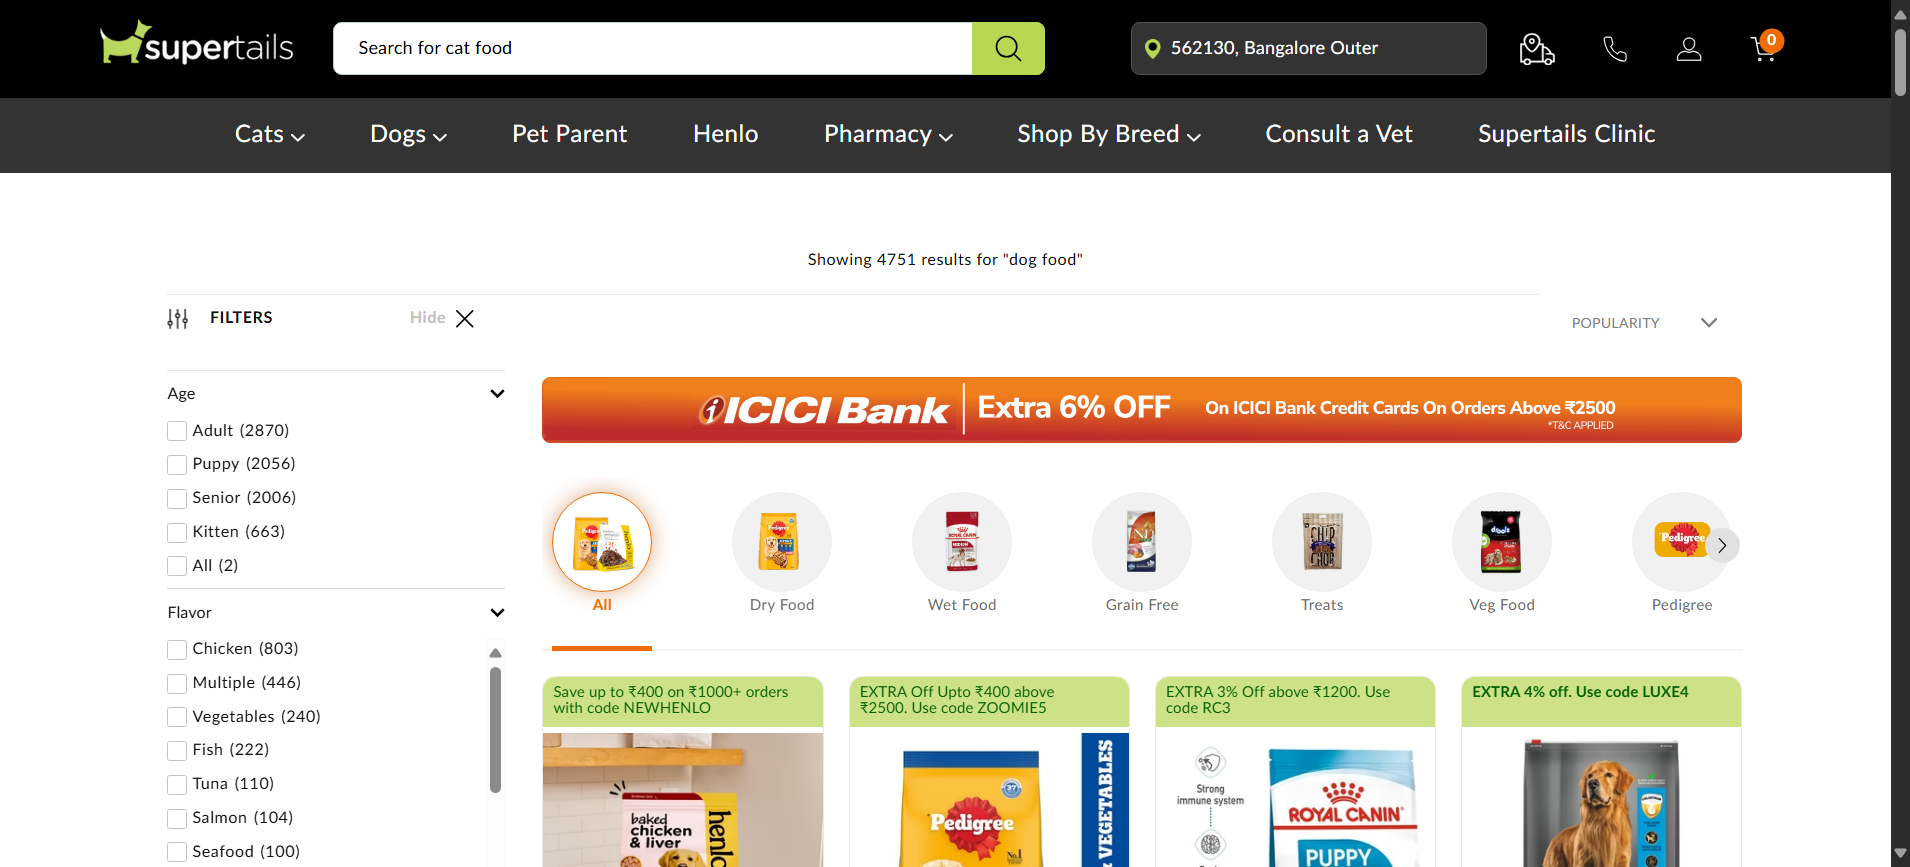 supertails
Search for cat food
562130, Bangalore Outer
0
Cats
Dogs
Pet Parent
Henlo
Pharmacy
Shop By Breed
Consult a Vet
Supertails Clinic
Showing 4751 results for "dog food"
FILTERS
Hide
POPULARITY
Age
Adult (2870)
Puppy (2056)
Senior (2006)
Kitten (663)
All (2)
Flavor
Chicken (803)
Multiple (446)
Vegetables (240)
Fish (222)
Tuna (110)
Salmon (104)
Seafood (100)
ICICI Bank
Extra 6% OFF
On ICICI Bank Credit Cards On Orders Above ₹2500
*T&C APPLIED
All
Dry Food
Wet Food
Grain Free
Treats
Veg Food
Pedigree
Pedigree
Save up to ₹400 on ₹1000+ orders
with code NEWHENLO
baked
chicken
& liver
henlo
EXTRA Off Upto ₹400 above
₹2500. Use code ZOOMIE5
37
Pedigree
No.1
& VEGETABLES
EXTRA 3% Off above ₹1200. Use
code RC3
Strong
immune system
ROYAL CANIN
PUPPY
EXTRA 4% off. Use code LUXE4